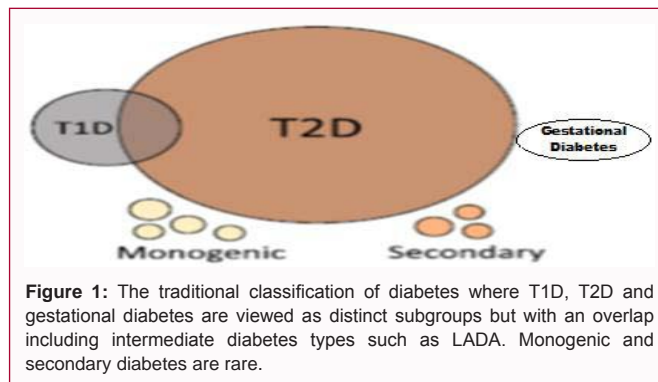 T1D
T2D
Gestational
Diabetes
Monogenic
Secondary
Figure 1: The traditional classification of diabetes where T1D, T2D and
gestational diabetes are viewed as distinct subgroups but with an overlap
including intermediate diabetes types such as LADA. Monogenic and
secondary diabetes are rare.